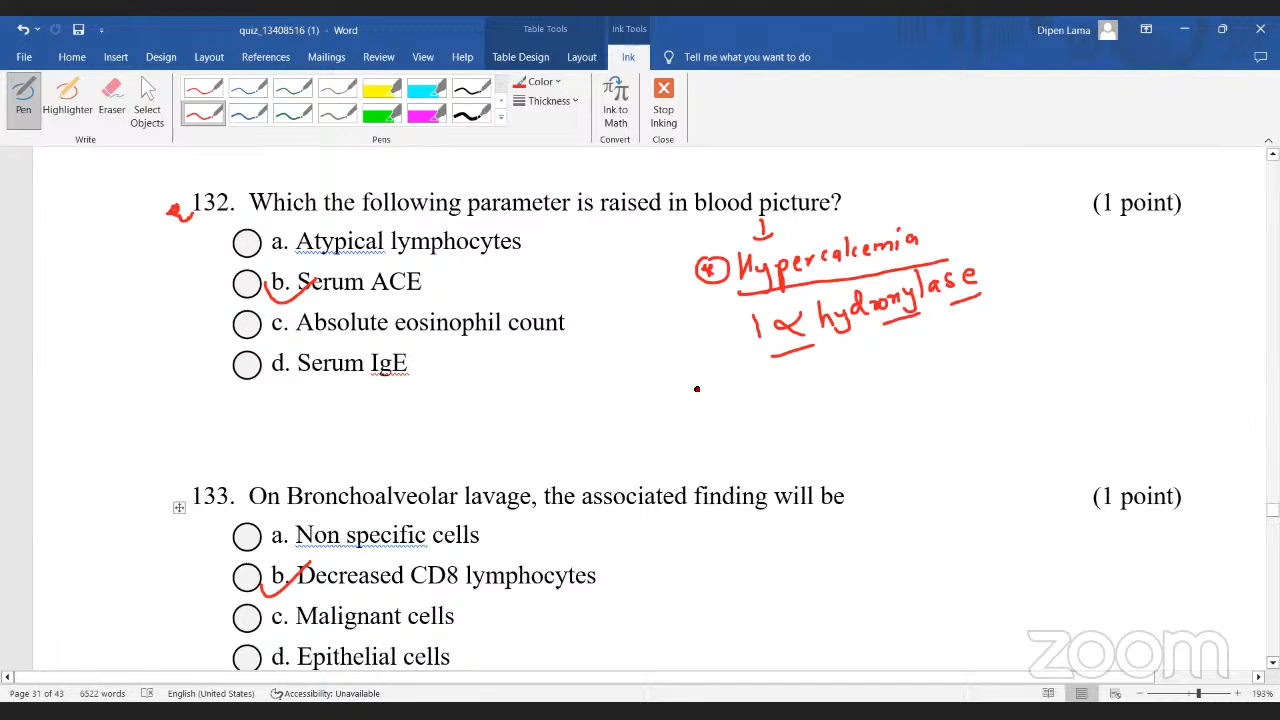 quiz_13408516 (1) - Word
Table Tools
Ink Tools
Dipen Lama
File Home Insert Design Layout References Mailings Review View Help Table Design Layout Ink Tell me what you want to do
Pen
Highlighter
Eraser
Select Objects
Color
Thickness
Ink to Math
Stop Inking
Write
Pens
Convert
Close
132. Which the following parameter is raised in blood picture? (1 point)
a. Atypical lymphocytes
b. Serum ACE
c. Absolute eosinophil count
d. Serum IgE
Hypercalcemia
1 α hydroxylase
133. On Bronchoalveolar lavage, the associated finding will be (1 point)
a. Non specific cells
b. Decreased CD8 lymphocytes
c. Malignant cells
d. Epithelial cells
zoom
Page 31 of 43 6522 words English (United States) Accessibility: Unavailable 193%